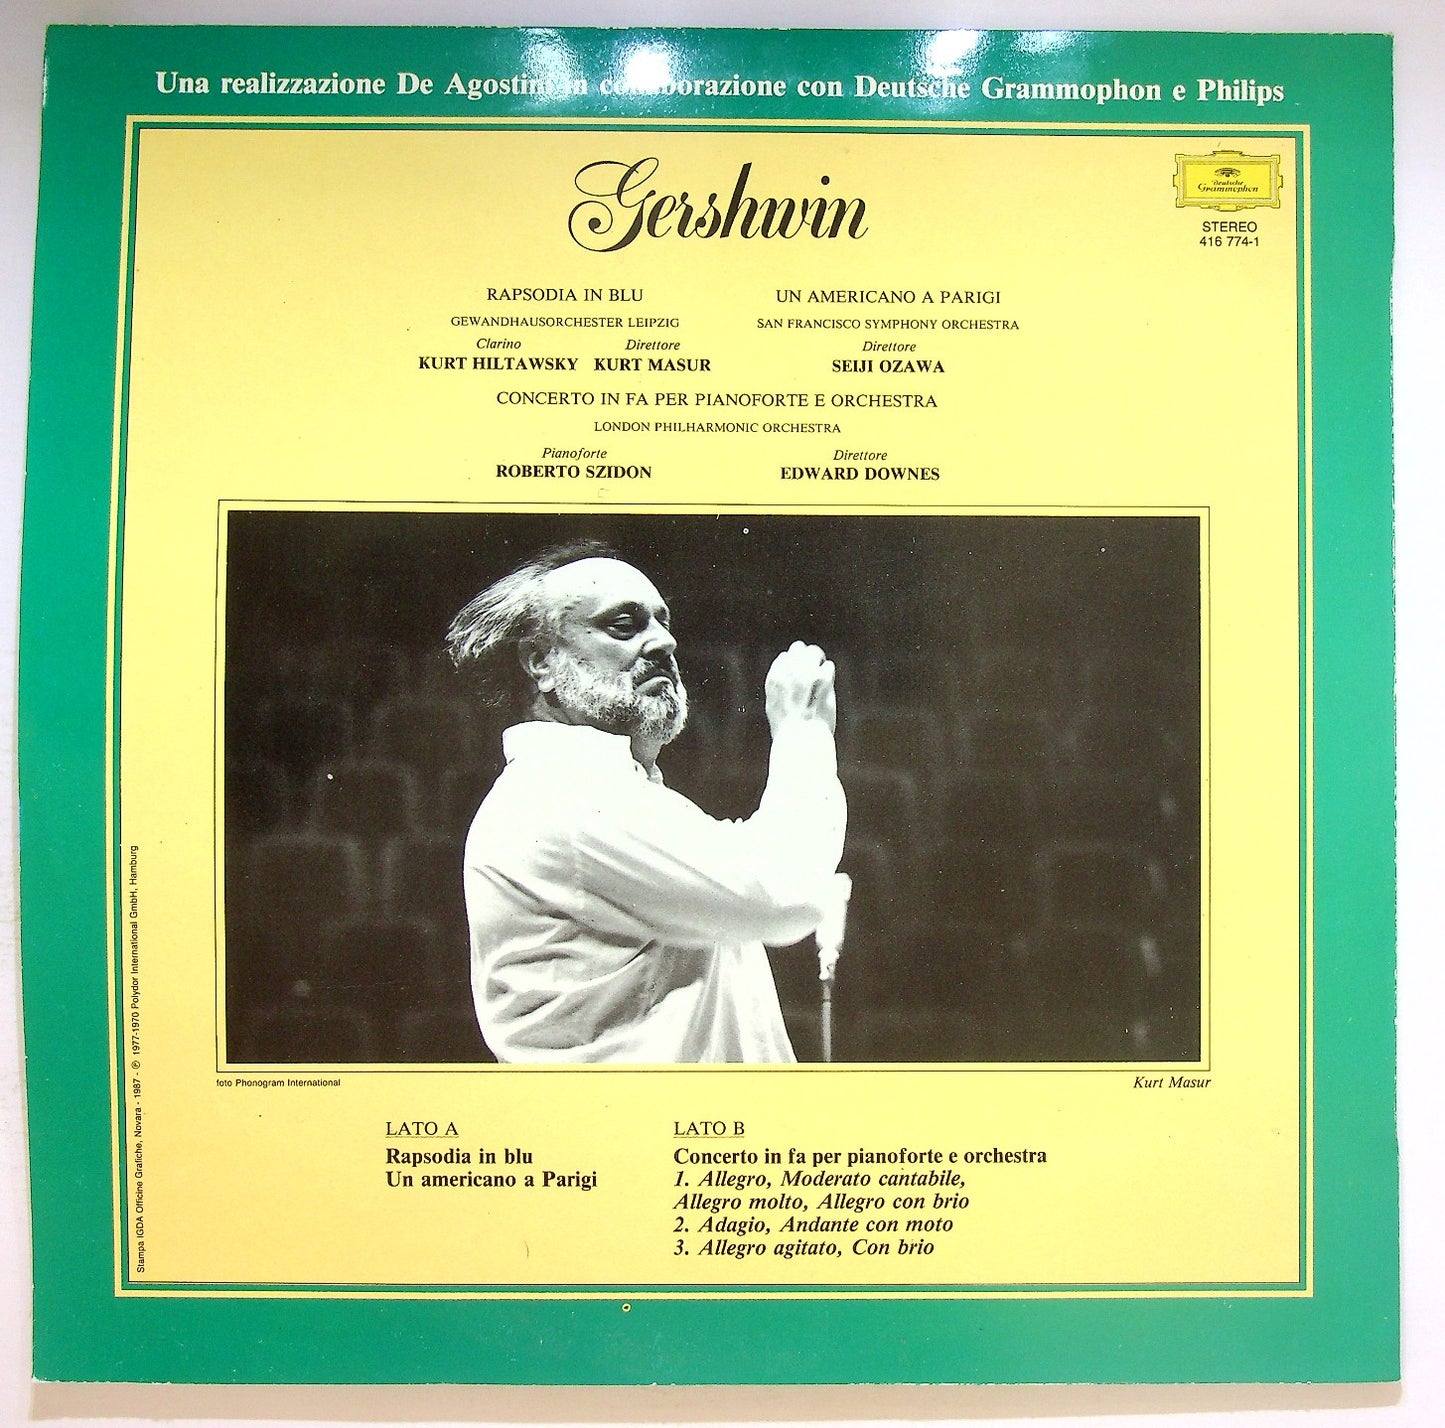 Una realizzazione De Agostini in collaborazione con Deutsche Grammophon e Philips
Gershwin
Deutsche
Grammophon
STEREO
416 774-1
RAPSODIA IN BLU
GEWANDHAUSORCHESTER LEIPZIG
Clarino Direttore
KURT HILTAWSKY KURT MASUR
UN AMERICANO A PARIGI
SAN FRANCISCO SYMPHONY ORCHESTRA
Direttore
SEIJI OZAWA
CONCERTO IN FA PER PIANOFORTE E ORCHESTRA
LONDON PHILHARMONIC ORCHESTRA
Pianoforte Direttore
ROBERTO SZIDON EDWARD DOWNES
foto Phonogram International
Kurt Masur
LATO A
Rapsodia in blu
Un americano a Parigi
LATO B
Concerto in fa per pianoforte e orchestra
1. Allegro, Moderato cantabile,
Allegro molto, Allegro con brio
2. Adagio, Andante con moto
3. Allegro agitato, Con brio
Stampa IGDA Officine Grafiche, Novara - 1987 - ℗ 1977-1970 Polydor International GmbH, Hamburg